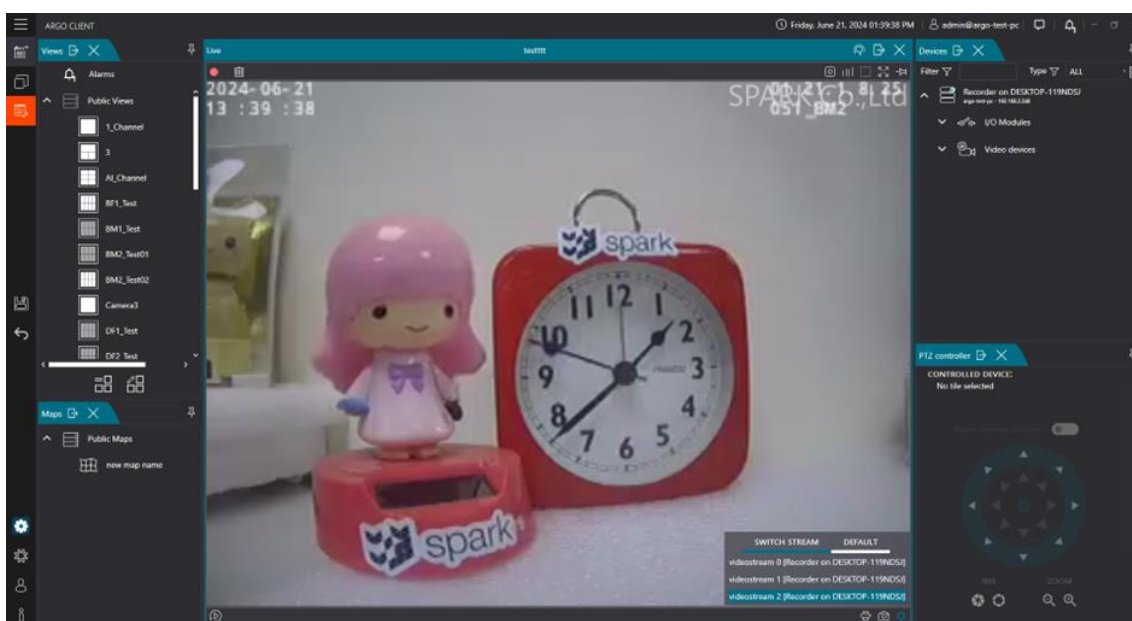 ARGO CLIENT
Friday, June 21, 2024 01:39:38 PM
admin@argo-test-pc
Views
Alarms
Public Views
1_Channel
3
AI_Channel
BF1_Test
BM1_Test
BM2_Test01
BM2_Test02
Camera3
DF1_Test
DF2_Test
Maps
Public Maps
new map name
Live
testttt
2024-06-21
13 :39 :38
051_BM2
spark
12
1
2
3
4
5
6
7
8
9
10
11
spark
SWITCH STREAM DEFAULT
videostream 0 [Recorder on DESKTOP-119NDSJ]
videostream 1 [Recorder on DESKTOP-119NDSJ]
videostream 2 [Recorder on DESKTOP-119NDSJ]
Devices
Filter
Type ALL
Recorder on DESKTOP-119NDSJ
I/O Modules
Video devices
PTZ controller
CONTROLLED DEVICE:
No tile selected
IRIS ZOOM